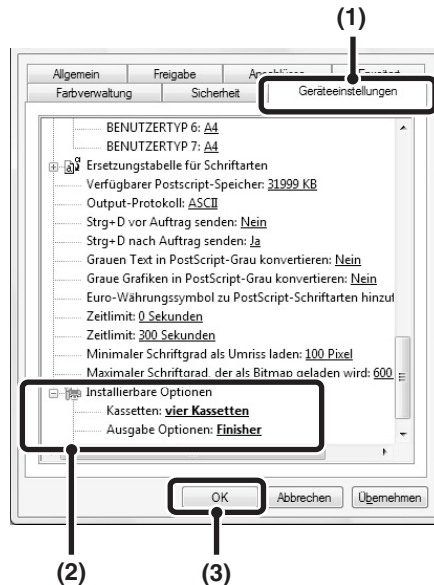 (1)
Allgemein Freigabe
Farbverwaltung Sicherheit Geräteeinstellungen
BENUTZERTYP 6: A4
BENUTZERTYP 7: A4
Ersetzungstabelle für Schriftarten
Verfügbarer Postscript-Speicher: 31999 KB
Output-Protokoll: ASCII
Strg+D vor Auftrag senden: Nein
Strg+D nach Auftrag senden: Ja
Grauen Text in PostScript-Grau konvertieren: Nein
Graue Grafiken in PostScript-Grau konvertieren: Nein
Euro-Währungssymbol zu PostScript-Schriftarten hinzuf
Zeitlimit: 0 Sekunden
Zeitlimit: 300 Sekunden
Minimaler Schriftgrad als Umriss laden: 100 Pixel
Maximaler Schriftgrad, der als Bitmap geladen wird: 600
Installierbare Optionen
Kassetten: vier Kassetten
Ausgabe Optionen: Finisher
OK Abbrechen Übernehmen
(2) (3)